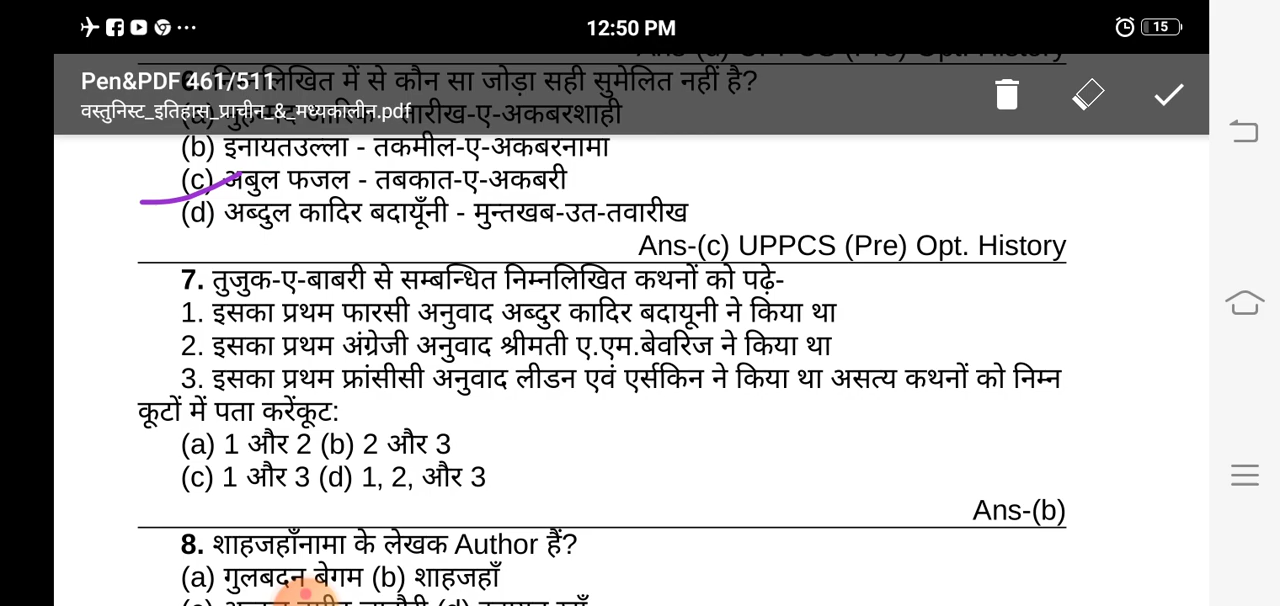 12:50 PM
15
Pen&PDF 461/511
वस्तुनिस्ट_इतिहास_प्राचीन_&_मध्यकालीन.pdf
में से कौन सा जोड़ा सही सुमेलित नहीं है?
तारीख-ए-अकबरशाही
(b) इनायतउल्ला - तकमील-ए-अकबरनामा
(c) अबुल फजल - तबकात-ए-अकबरी
(d) अब्दुल कादिर बदायूँनी - मुन्तखब-उत-तवारीख
Ans-(c) UPPCS (Pre) Opt. History
7. तुजुक-ए-बाबरी से सम्बन्धित निम्नलिखित कथनों को पढ़े-
1. इसका प्रथम फारसी अनुवाद अब्दुर कादिर बदायूनी ने किया था
2. इसका प्रथम अंग्रेजी अनुवाद श्रीमती ए.एम.बेवरिज ने किया था
3. इसका प्रथम फ्रांसीसी अनुवाद लीडन एवं एर्सकिन ने किया था असत्य कथनों को निम्न
कूटों में पता करेंकूट:
(a) 1 और 2 (b) 2 और 3
(c) 1 और 3 (d) 1, 2, और 3
Ans-(b)
8. शाहजहाँनामा के लेखक Author हैं?
(a) गुलबदन बेगम (b) शाहजहाँ